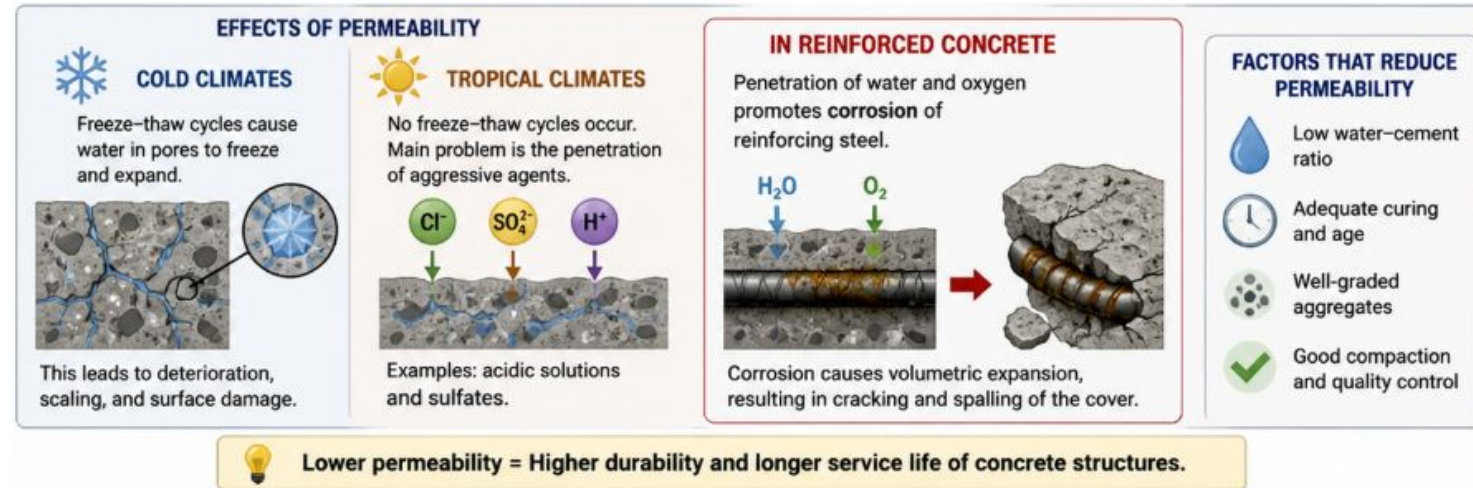 EFFECTS OF PERMEABILITY
COLD CLIMATES
Freeze–thaw cycles cause
water in pores to freeze
and expand.
This leads to deterioration,
scaling, and surface damage.
TROPICAL CLIMATES
No freeze–thaw cycles occur.
Main problem is the penetration
of aggressive agents.
Cl⁻
SO₄²⁻
H⁺
Examples: acidic solutions
and sulfates.
IN REINFORCED CONCRETE
Penetration of water and oxygen
promotes corrosion of
reinforcing steel.
H₂O
O₂
Corrosion causes volumetric expansion,
resulting in cracking and spalling of the cover.
FACTORS THAT REDUCE
PERMEABILITY
Low water–cement
ratio
Adequate curing
and age
Well-graded
aggregates
Good compaction
and quality control
Lower permeability = Higher durability and longer service life of concrete structures.